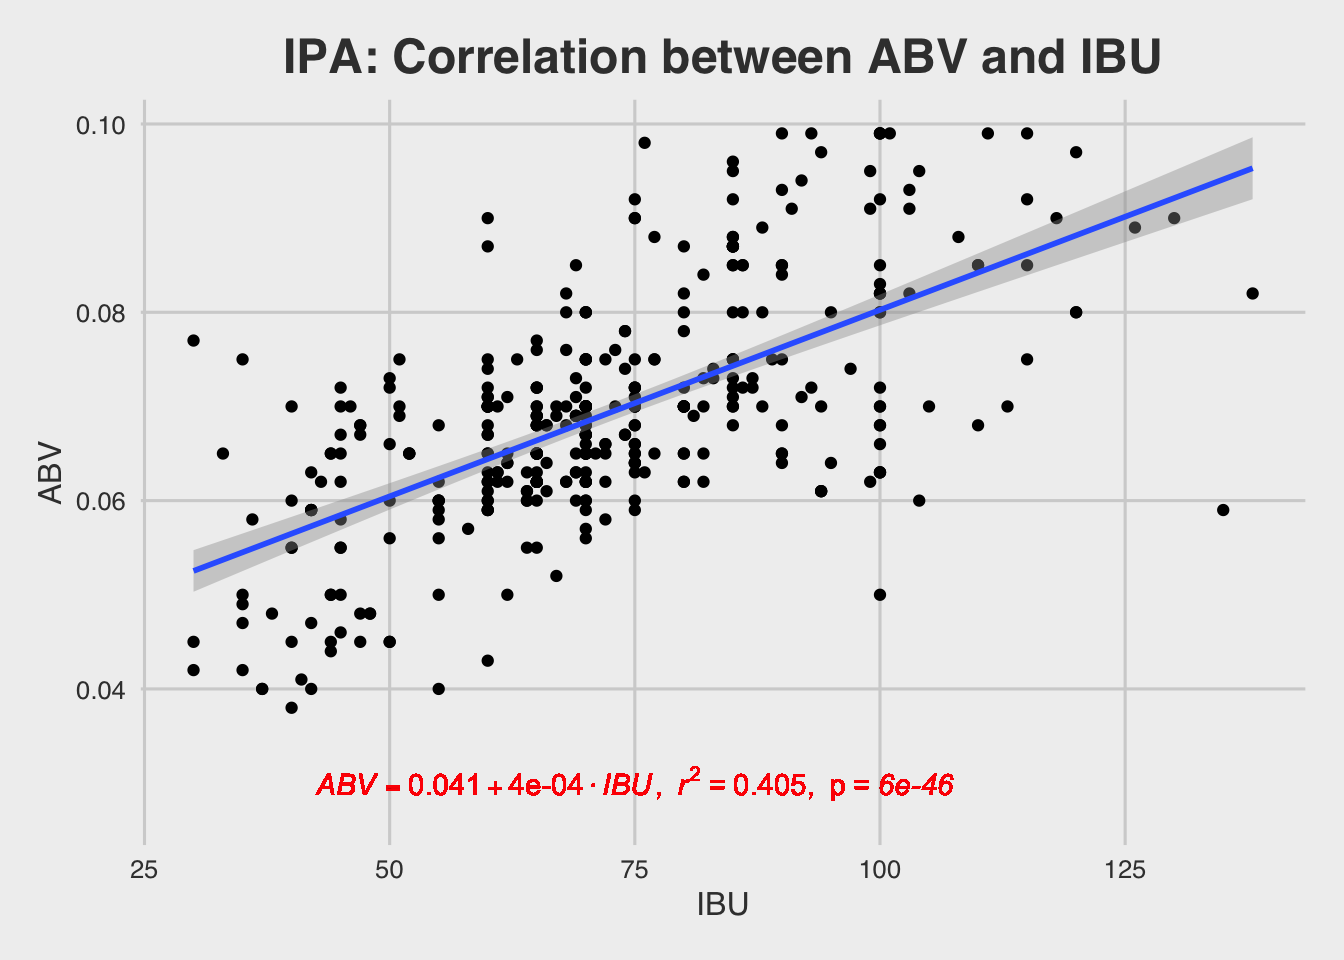 IPA: Correlation between ABV and IBU
0.10
0.08
0.06
0.04
ABV
ABV = 0.041 + 4e-04 · IBU, r² = 0.405, p = 6e-46
25 50 75 100 125
IBU